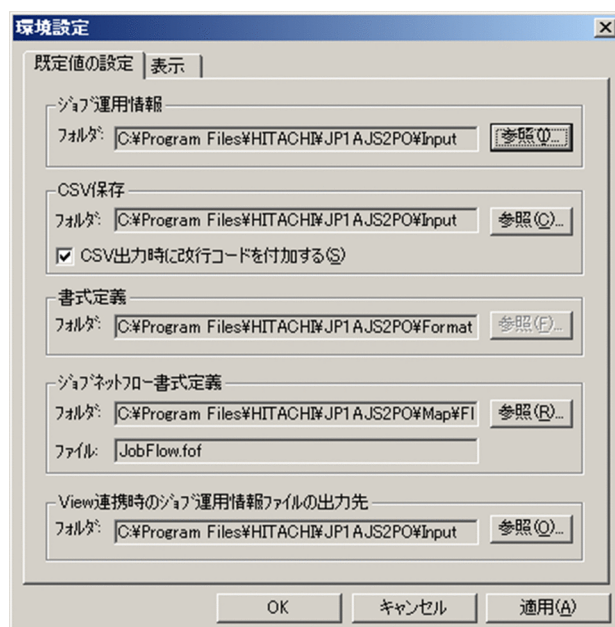 環境設定
既定値の設定 表示
ジョブ運用情報
フォルダ: C:¥Program Files¥HITACHI¥JP1AJS2PO¥Input 参照(I)...
CSV保存
フォルダ: C:¥Program Files¥HITACHI¥JP1AJS2PO¥Input 参照(C)...
CSV出力時に改行コードを付加する(S)
書式定義
フォルダ: C:¥Program Files¥HITACHI¥JP1AJS2PO¥Format 参照(F)...
ジョブネットフロー書式定義
フォルダ: C:¥Program Files¥HITACHI¥JP1AJS2PO¥Map¥Fl 参照(R)...
ファイル: JobFlow.fof
View連携時のジョブ運用情報ファイルの出力先
フォルダ: C:¥Program Files¥HITACHI¥JP1AJS2PO¥Input 参照(O)...
OK キャンセル 適用(A)